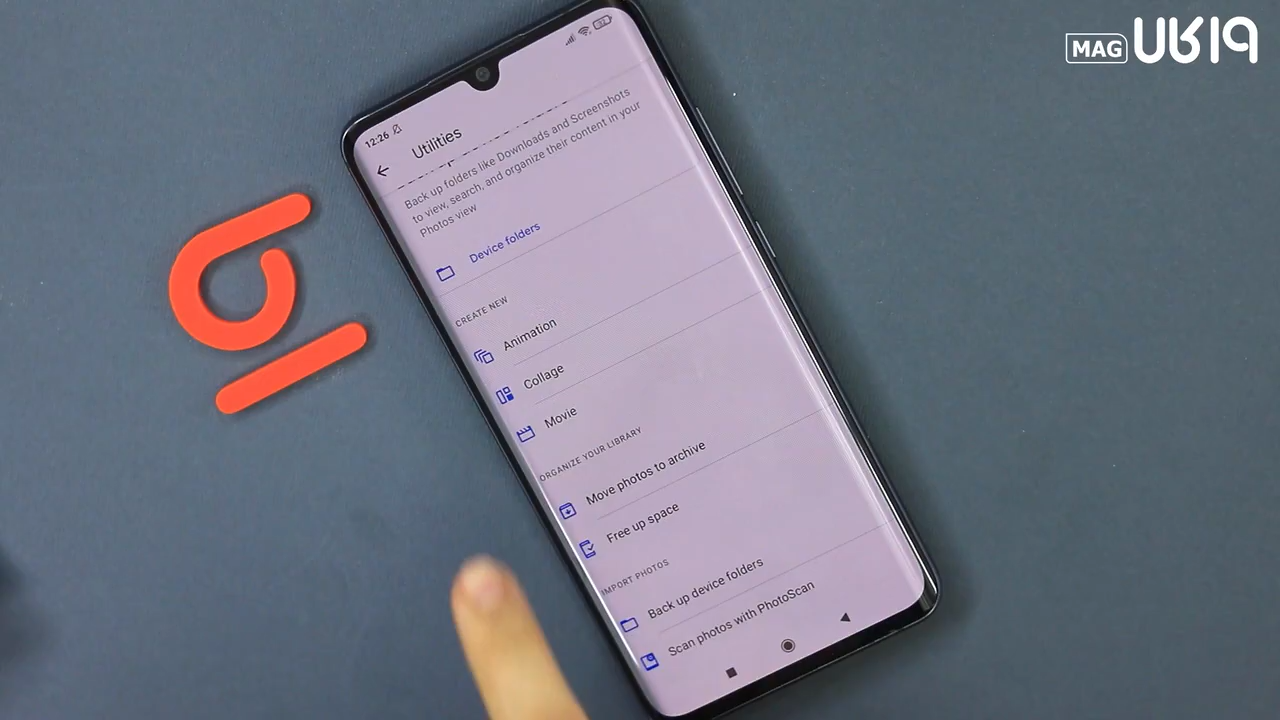 MAG
12:26
Utilities
Back up folders like Downloads and Screenshots
to view, search, and organize their content in your
Photos view
Device folders
CREATE NEW
Animation
Collage
Movie
ORGANIZE YOUR LIBRARY
Move photos to archive
Free up space
IMPORT PHOTOS
Back up device folders
Scan photos with PhotoScan